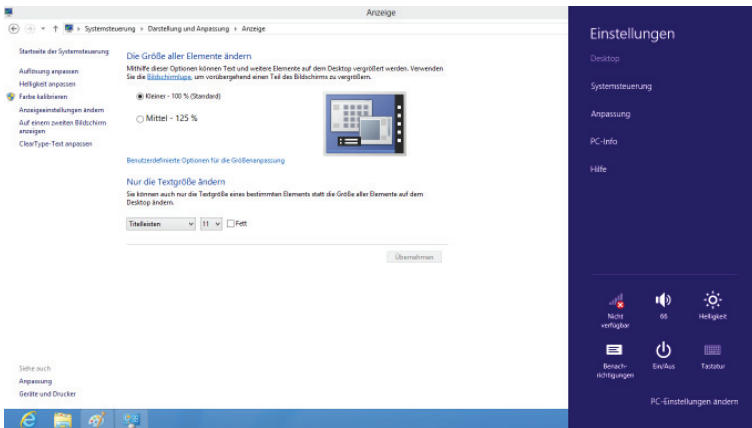 Anzeige
Systemsteuerung › Darstellung und Anpassung › Anzeige
Startseite der Systemsteuerung
Auflösung anpassen
Helligkeit anpassen
Farbe kalibrieren
Anzeigeeinstellungen ändern
Auf einem zweiten Bildschirm
anzeigen
ClearType-Text anpassen
Die Größe aller Elemente ändern
Mithilfe dieser Optionen können Text und weitere Elemente auf dem Desktop vergrößert werden. Verwenden
Sie die Bildschirmlupe, um vorübergehend einen Teil des Bildschirms zu vergrößern.
Kleiner - 100 % (Standard)
Mittel - 125 %
Benutzerdefinierte Optionen für die Größenanpassung
Nur die Textgröße ändern
Sie können auch nur die Textgröße eines bestimmten Elements statt die Größe aller Elemente auf dem
Desktop ändern.
Titelleisten 11 Fett
Übernehmen
Siehe auch
Anpassung
Geräte und Drucker
Einstellungen
Desktop
Systemsteuerung
Anpassung
PC-Info
Hilfe
Nicht
verfügbar
66
Helligkeit
Benach-
richtigungen
Ein/Aus
Tastatur
PC-Einstellungen ändern